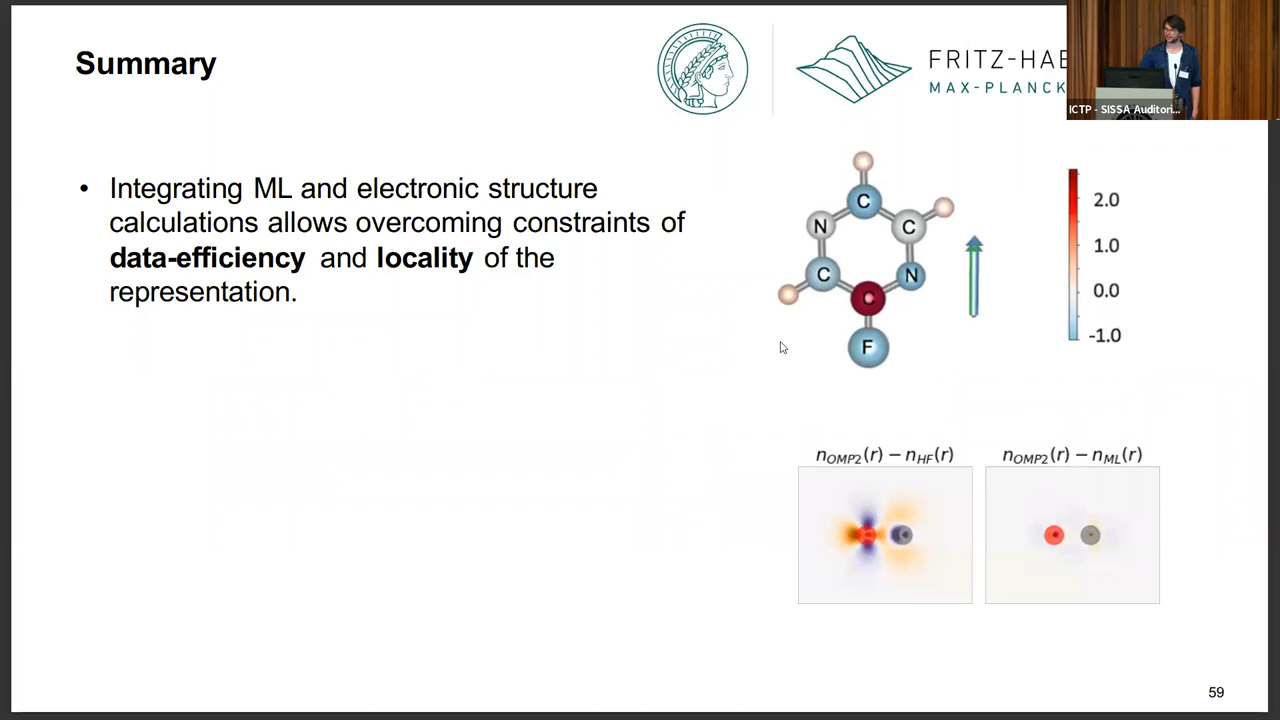 Summary
FRITZ-HAB
MAX-PLANCK
ICTP - SISSA Auditori...
• Integrating ML and electronic structure
calculations allows overcoming constraints of
data-efficiency and locality of the
representation.
C
N
C
C
N
C
F
2.0
1.0
0.0
-1.0
n_OMP2(r) − n_HF(r)
n_OMP2(r) − n_ML(r)
59